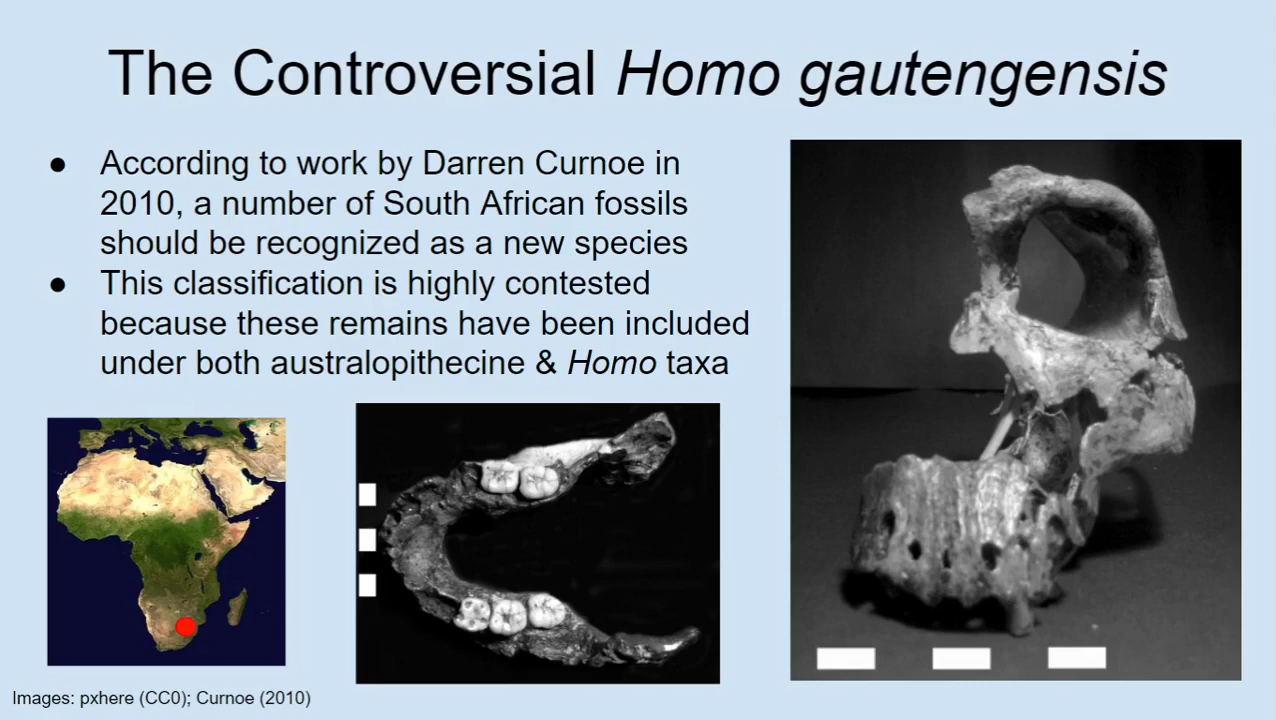 The Controversial Homo gautengensis
● According to work by Darren Curnoe in
2010, a number of South African fossils
should be recognized as a new species
● This classification is highly contested
because these remains have been included
under both australopithecine & Homo taxa
Images: pxhere (CC0); Curnoe (2010)